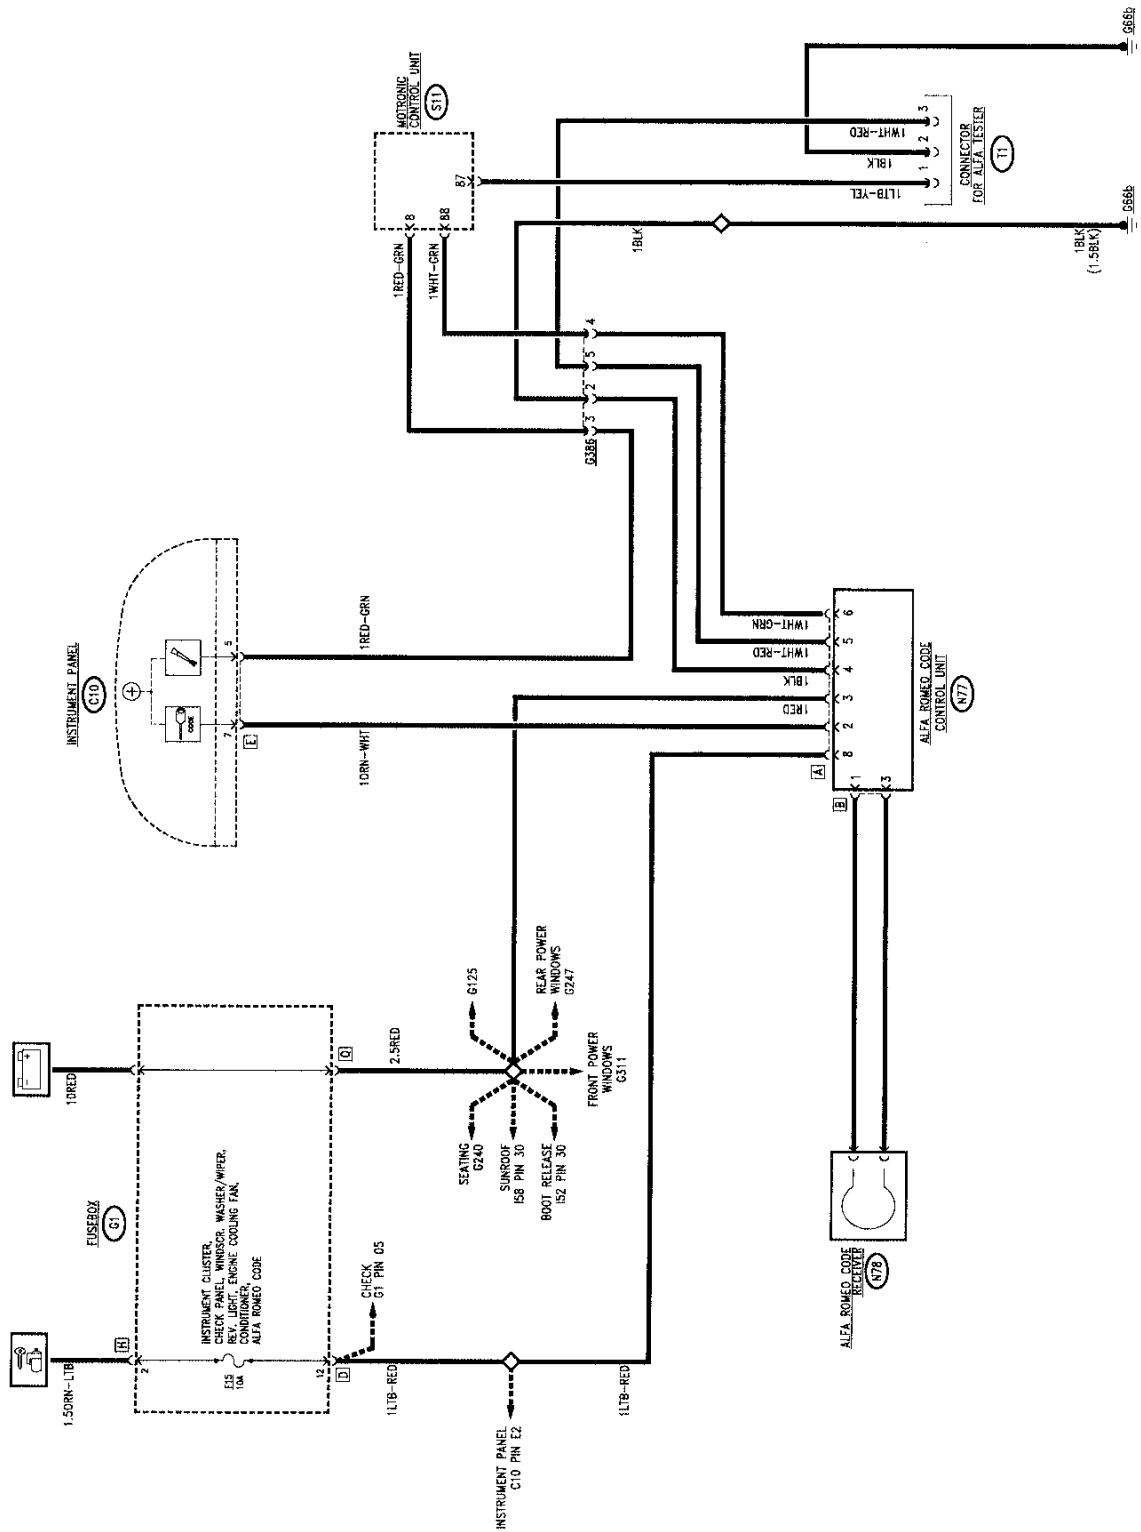 FUSEBOX
G1
1.5ORN-LTB
H
2
F15
10A
INSTRUMENT CLUSTER,
CHECK PANEL, WINDSCR. WASHER/WIPER,
REV. LIGHT, ENGINE COOLING FAN,
CONDITIONER,
ALFA ROMEO CODE
12
D
CHECK
G1 PIN O5
1LTB-RED
INSTRUMENT PANEL
C10 PIN E2
1LTB-RED
- +
10RED
Q
2.5RED
SEATING
G240
G125
SUNROOF
I58 PIN 30
BOOT RELEASE
I52 PIN 30
REAR POWER
WINDOWS
G247
FRONT POWER
WINDOWS
G311
INSTRUMENT PANEL
C10
+
CODE
7
5
E
1ORN-WHT
1RED-GRN
MOTRONIC
CONTROL UNIT
S11
8
88
87
1RED-GRN
1WHT-GRN
G386
3
2
5
4
1BLK
1LTB-YEL
1BLK
1WHT-RED
1
2
3
CONNECTOR
FOR ALFA TESTER
T1
G66b
1BLK
(1.5BLK)
G66b
A
8
2
3
4
5
6
1RED
1BLK
1WHT-RED
1WHT-GRN
ALFA ROMEO CODE
CONTROL UNIT
N77
B
1
3
ALFA ROMEO CODE
RECEIVER
N78